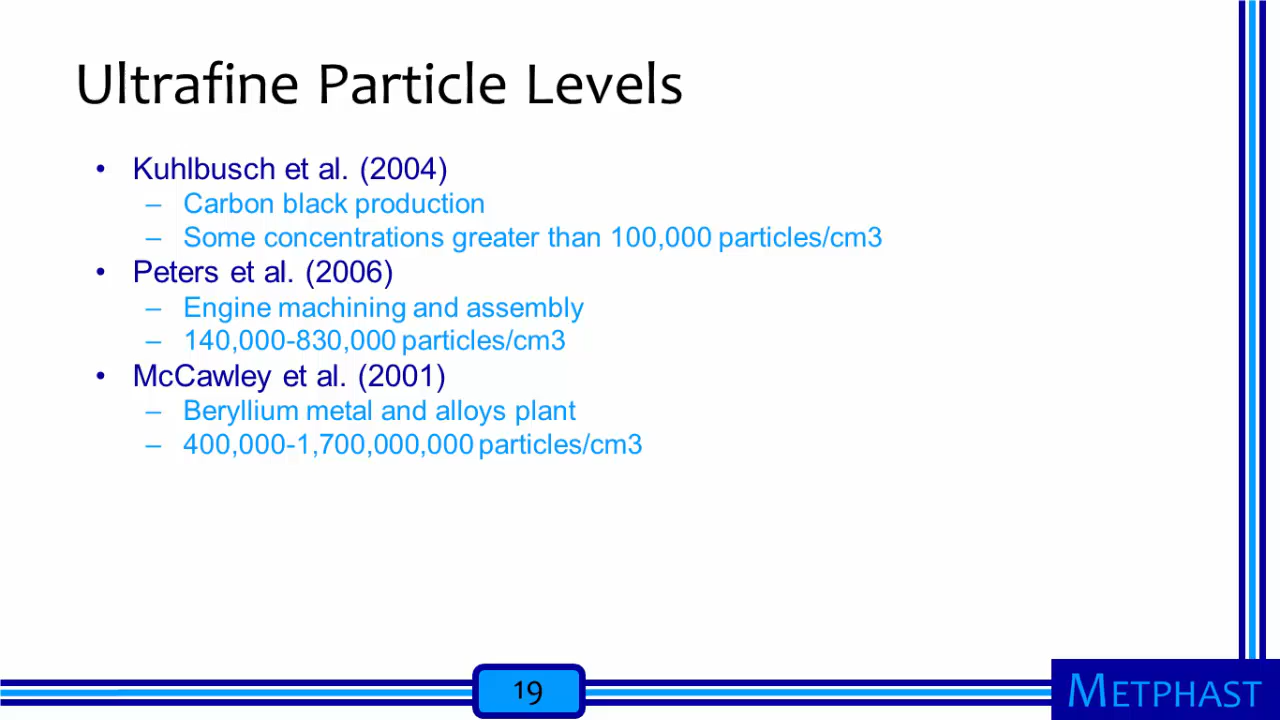 Ultrafine Particle Levels
• Kuhlbusch et al. (2004)
– Carbon black production
– Some concentrations greater than 100,000 particles/cm3
• Peters et al. (2006)
– Engine machining and assembly
– 140,000-830,000 particles/cm3
• McCawley et al. (2001)
– Beryllium metal and alloys plant
– 400,000-1,700,000,000 particles/cm3
19
METPHAST